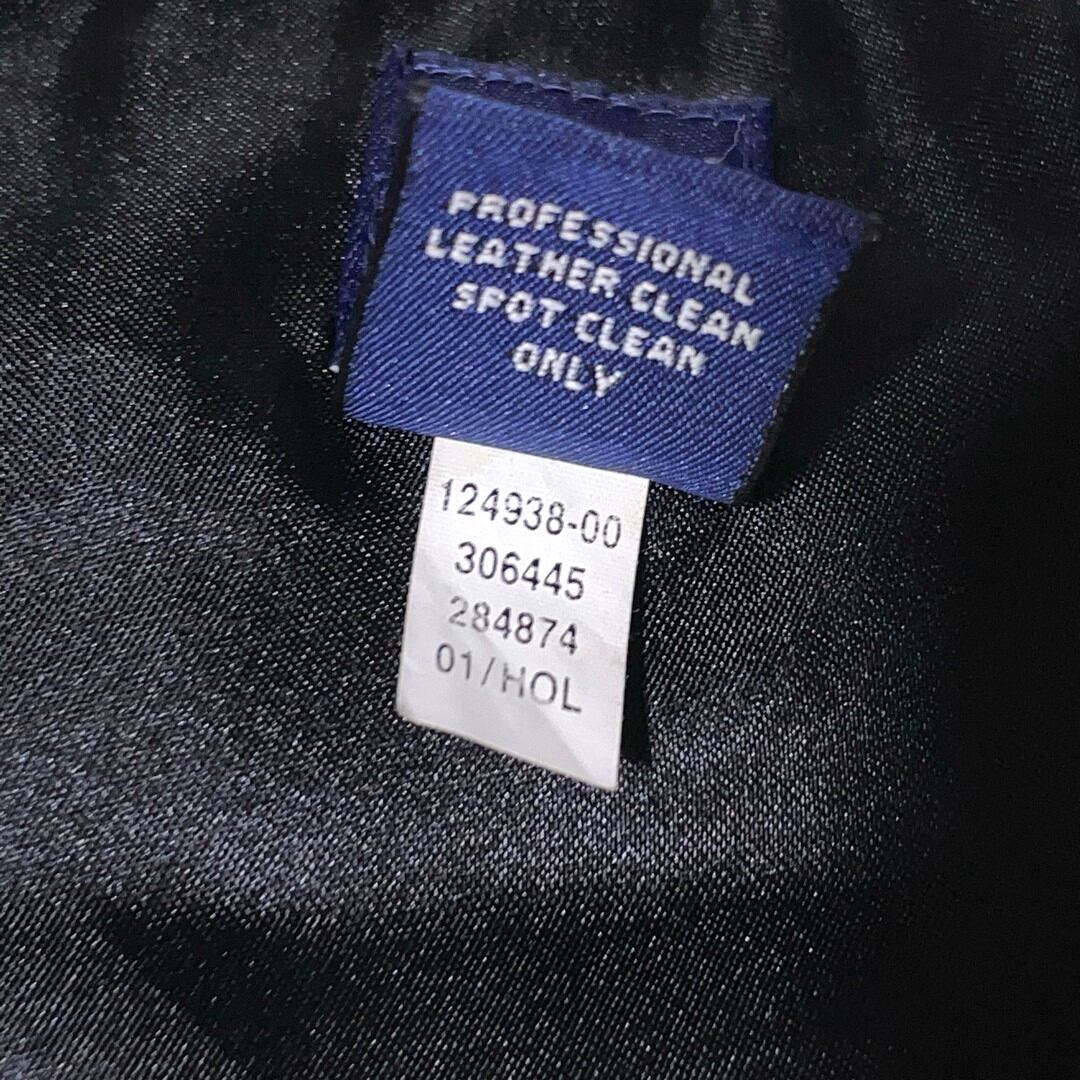 PROFESSIONAL
LEATHER CLEAN
SPOT CLEAN
ONLY
124938-00
306445
284874
01/HOL